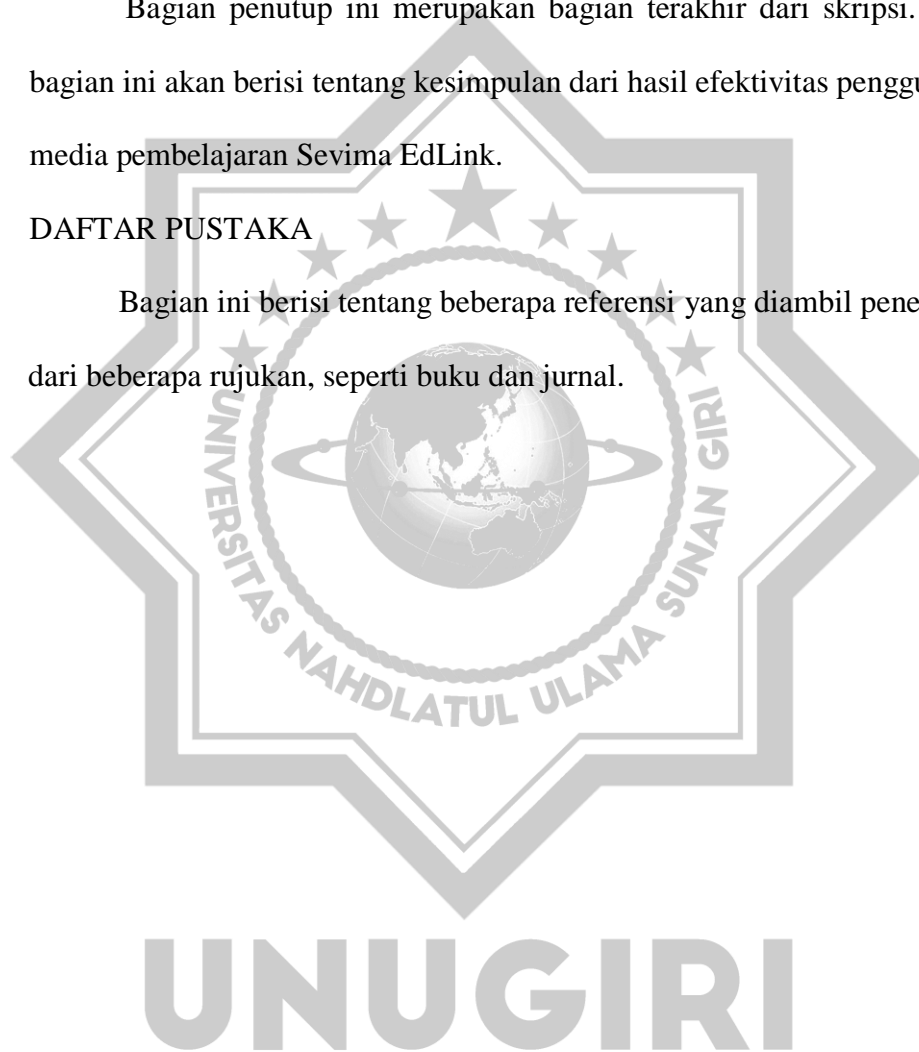 Bagian penutup ini merupakan bagian terakhir dari skripsi.
bagian ini akan berisi tentang kesimpulan dari hasil efektivitas
media pembelajaran Sevima EdLink.
DAFTAR PUSTAKA
Bagian ini berisi tentang beberapa referensi yang diambil
dari beberapa rujukan, seperti buku dan jurnal.
UNIVERSITAS NAHDLATUL ULAMA SUNAN GIRI
UNUGIRI